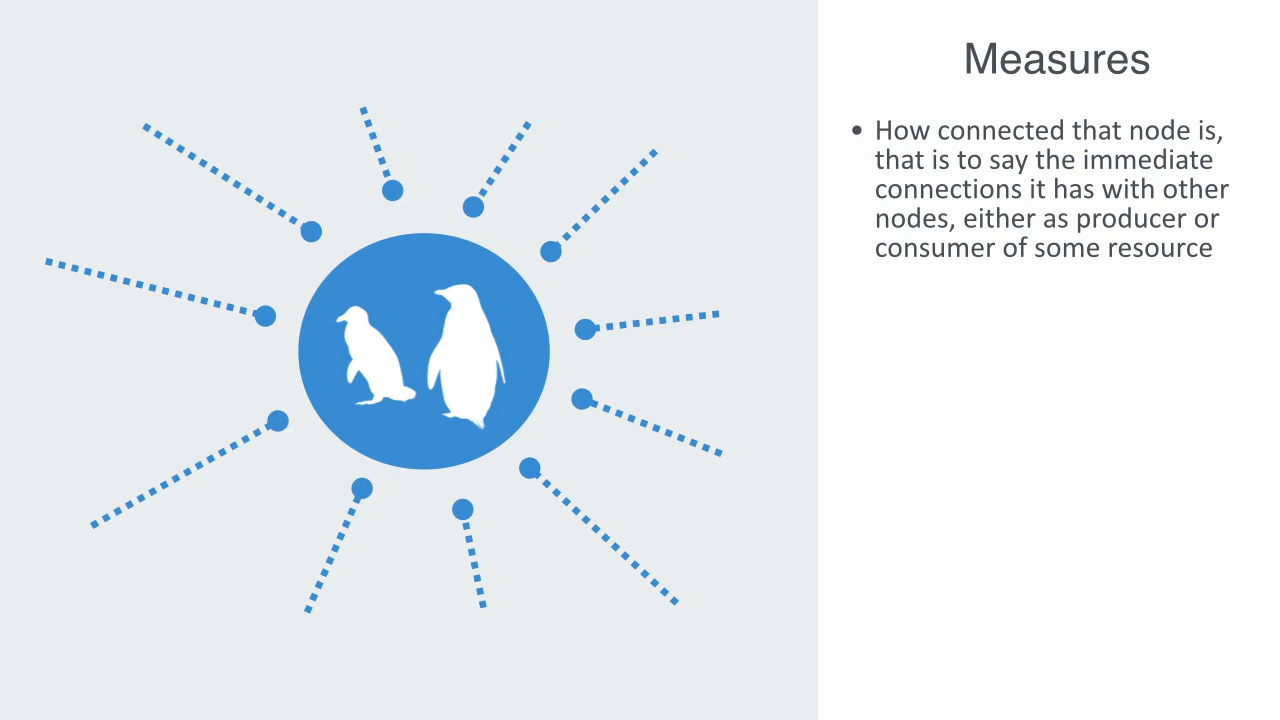 Measures
• How connected that node is,
that is to say the immediate
connections it has with other
nodes, either as producer or
consumer of some resource